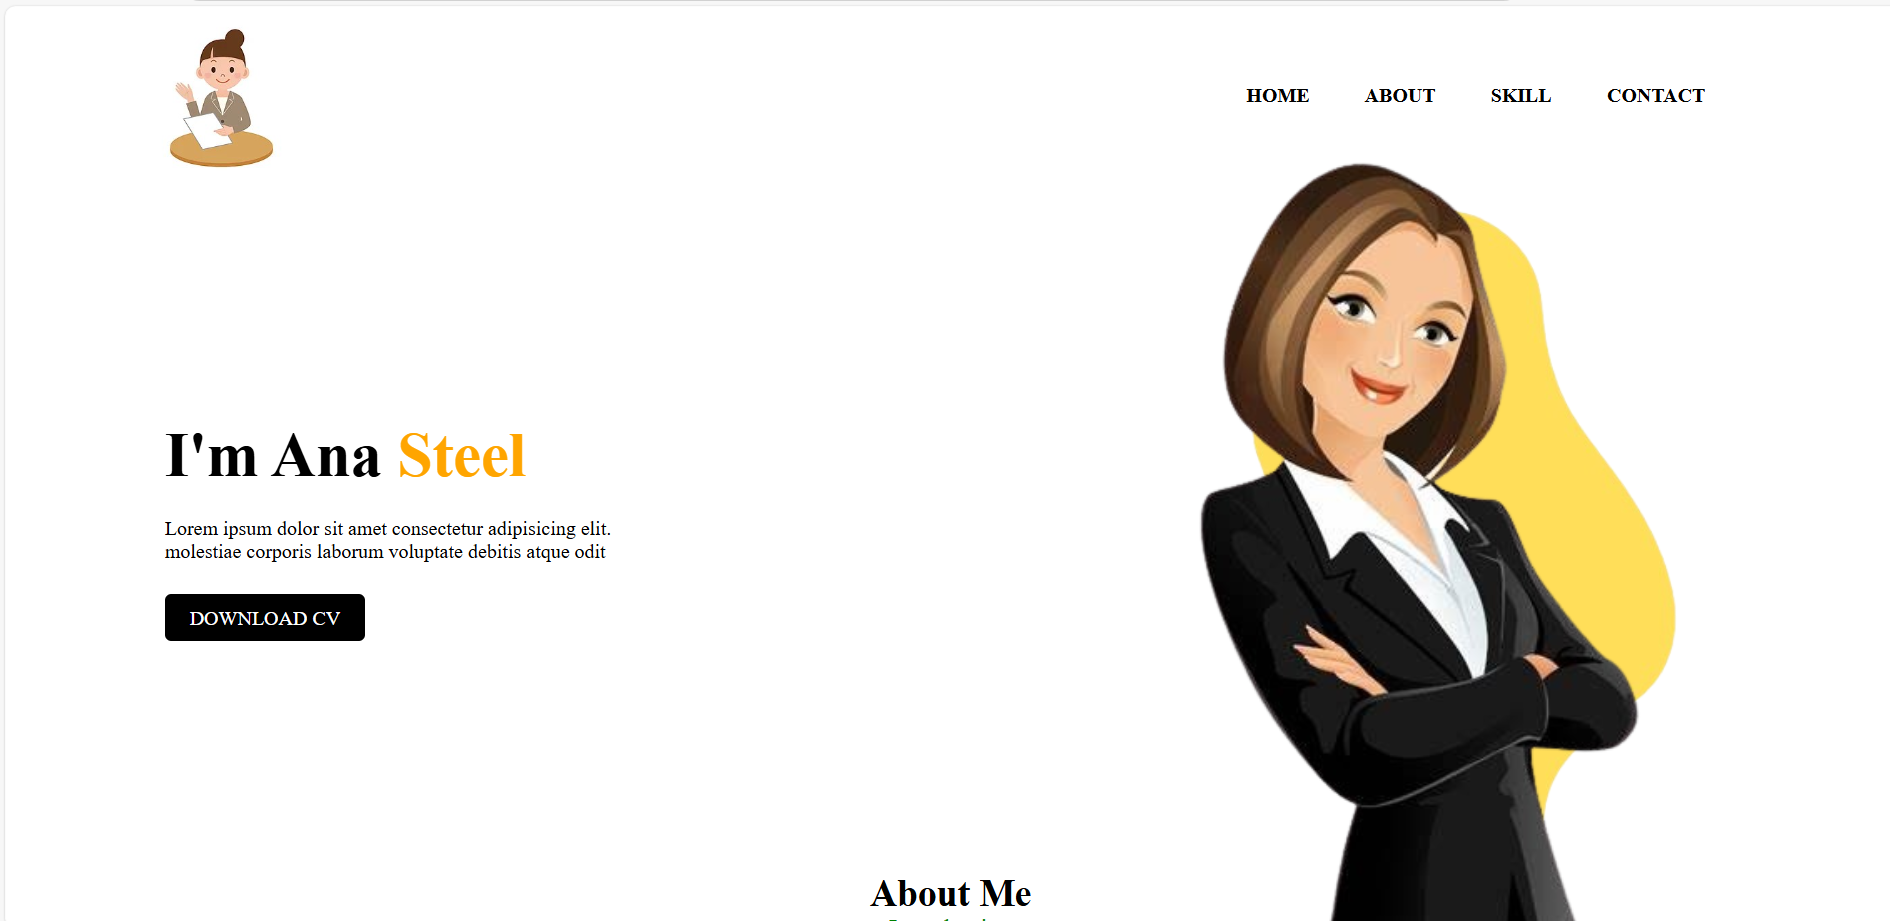 HOME ABOUT SKILL CONTACT
I'm Ana Steel
Lorem ipsum dolor sit amet consectetur adipisicing elit.
molestiae corporis laborum voluptate debitis atque odit
DOWNLOAD CV
About Me